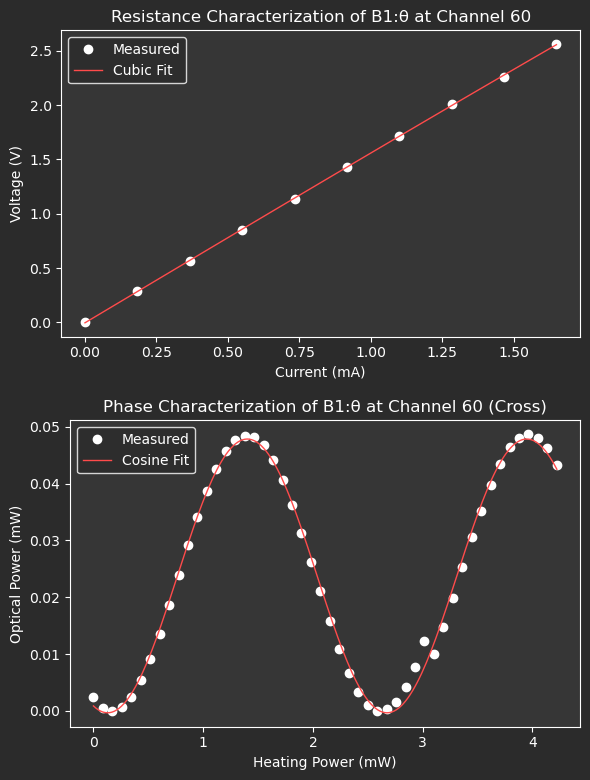 Resistance Characterization of B1:θ at Channel 60
Measured
Cubic Fit
2.5
2.0
1.5
1.0
0.5
0.0
Voltage (V)
0.00 0.25 0.50 0.75 1.00 1.25 1.50
Current (mA)
Phase Characterization of B1:θ at Channel 60 (Cross)
Measured
Cosine Fit
0.05
0.04
0.03
0.02
0.01
0.00
Optical Power (mW)
0 1 2 3 4
Heating Power (mW)